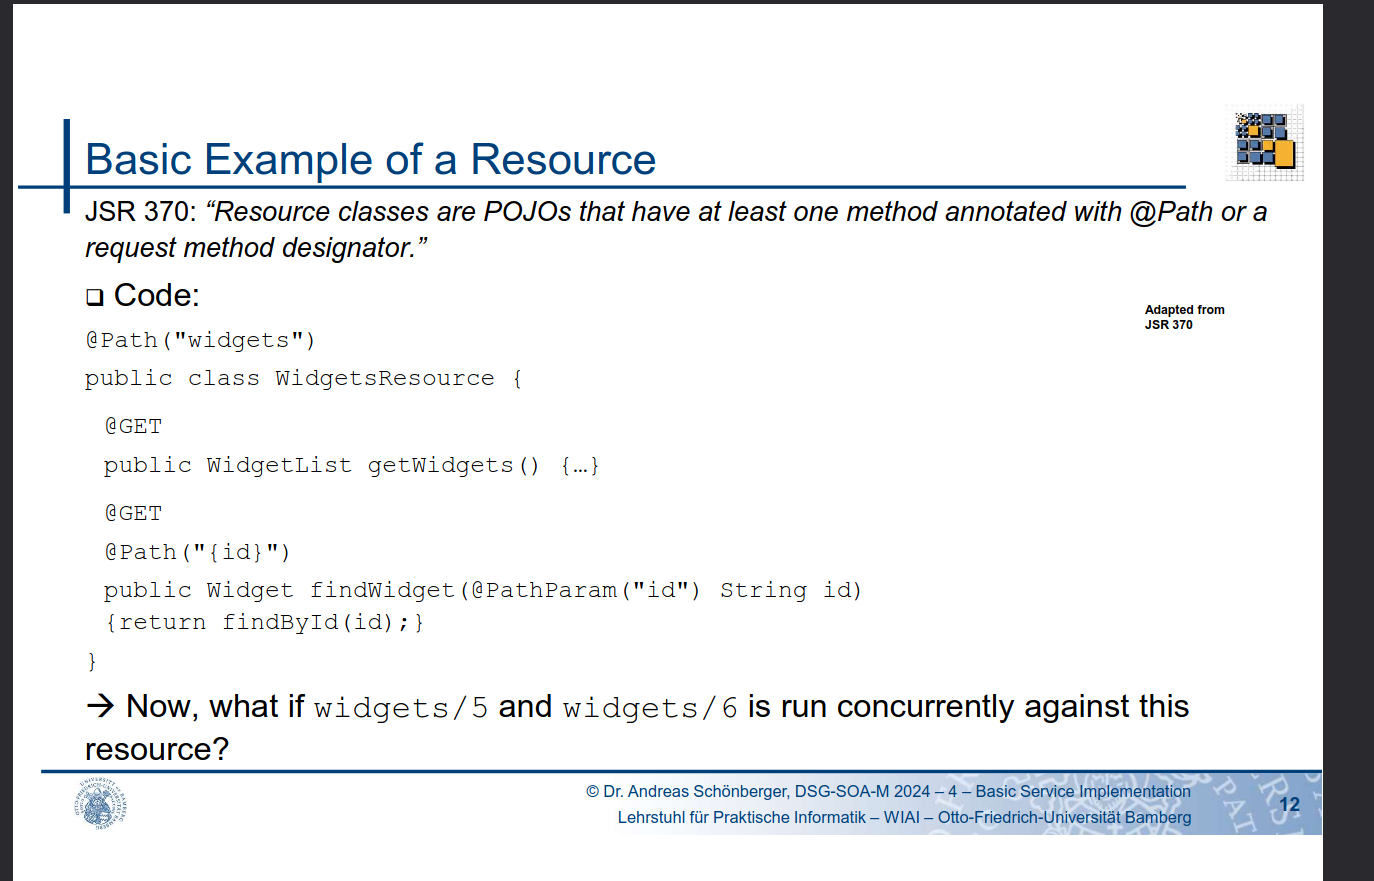 Basic Example of a Resource
JSR 370: “Resource classes are POJOs that have at least one method annotated with @Path or a
request method designator.”
❑ Code:
Adapted from
JSR 370
@Path("widgets")
public class WidgetsResource {
@GET
public WidgetList getWidgets() {…}
@GET
@Path("{id}")
public Widget findWidget(@PathParam("id") String id)
{return findById(id);}
}
→ Now, what if widgets/5 and widgets/6 is run concurrently against this
resource?
© Dr. Andreas Schönberger, DSG-SOA-M 2024 – 4 – Basic Service Implementation
Lehrstuhl für Praktische Informatik – WIAI – Otto-Friedrich-Universität Bamberg
12